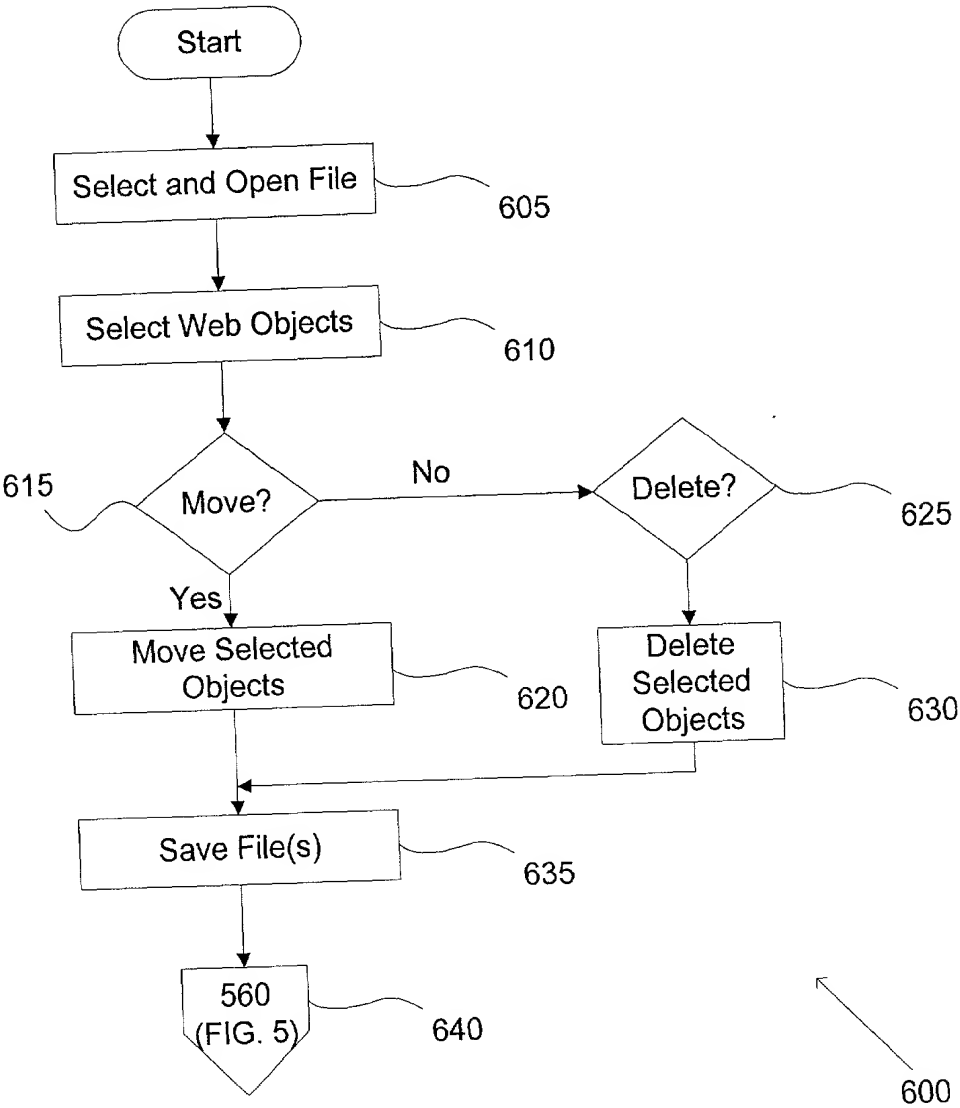 Start
Select and Open File
605
Select Web Objects
610
615
Move?
No
Delete?
625
Yes
Move Selected
Objects
620
Delete
Selected
Objects
630
Save File(s)
635
560
(FIG. 5)
640
600